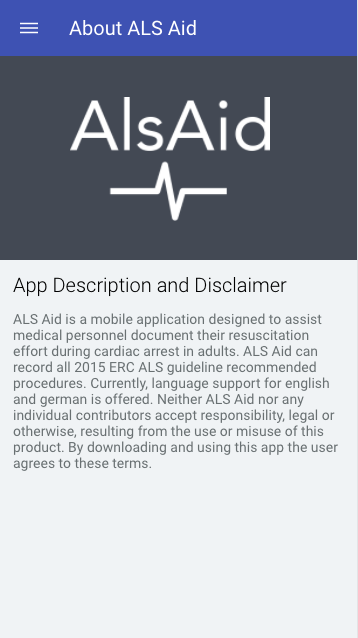 About ALS Aid
AlsAid
App Description and Disclaimer
ALS Aid is a mobile application designed to assist
medical personnel document their resuscitation
effort during cardiac arrest in adults. ALS Aid can
record all 2015 ERC ALS guideline recommended
procedures. Currently, language support for english
and german is offered. Neither ALS Aid nor any
individual contributors accept responsibility, legal or
otherwise, resulting from the use or misuse of this
product. By downloading and using this app the user
agrees to these terms.